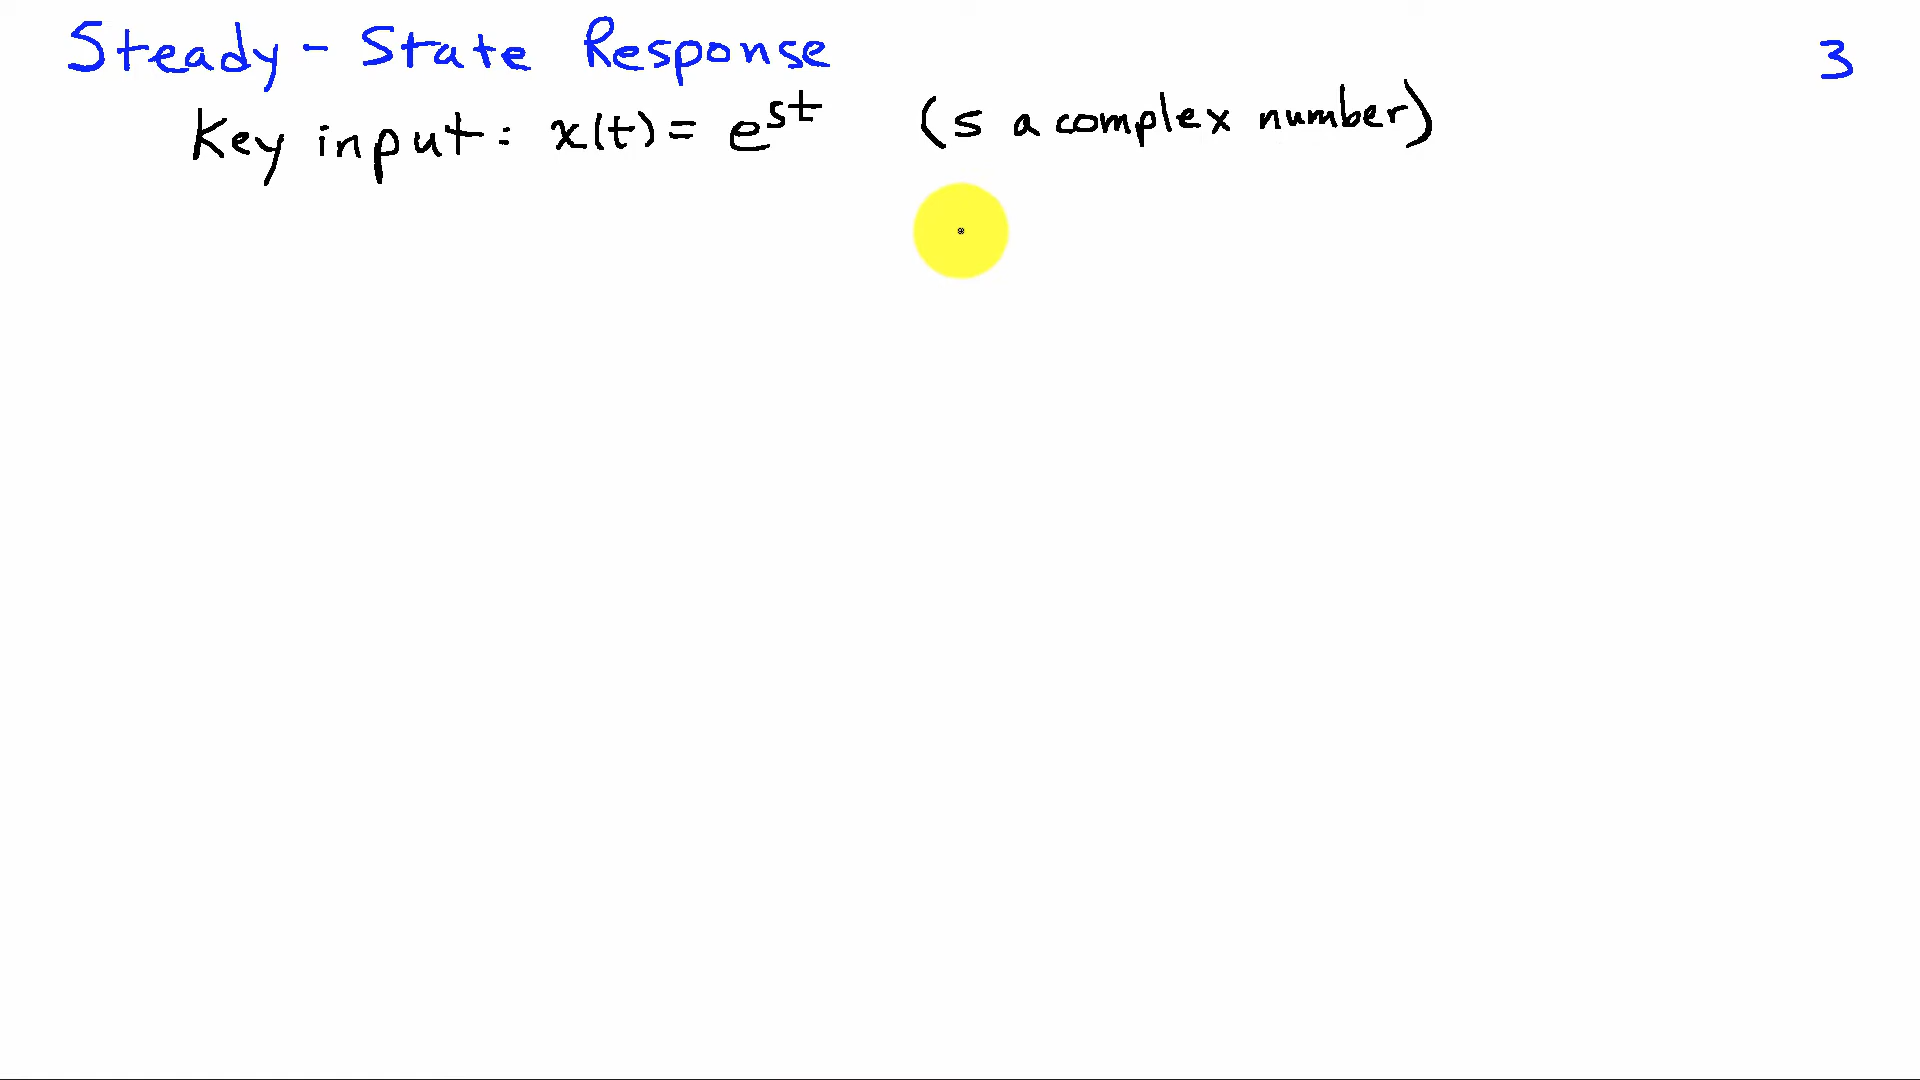 Steady-State Response 3
Key input: x(t) = e^st (s a complex number)